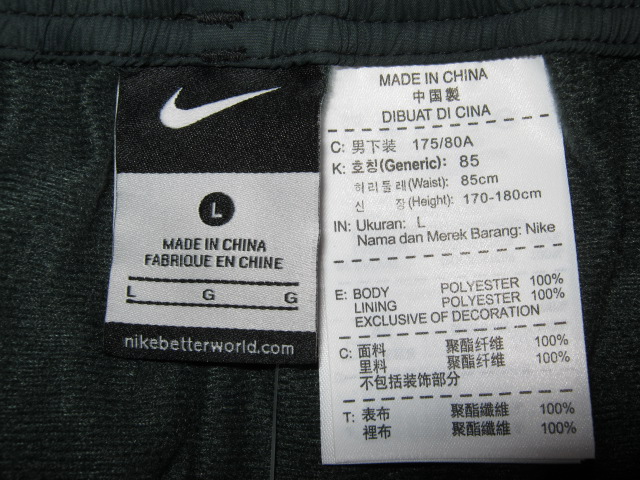 L
MADE IN CHINA
FABRIQUE EN CHINE
L G G
nikebetterworld.com
MADE IN CHINA
中国製
DIBUAT DI CINA
C: 男下装 175/80A
K: 호칭(Generic): 85
허리둘레(Waist): 85cm
신 장(Height): 170-180cm
IN: Ukuran: L
Nama dan Merek Barang: Nike
E: BODY POLYESTER 100%
LINING POLYESTER 100%
EXCLUSIVE OF DECORATION
C: 面料 聚酯纤维 100%
里料 聚酯纤维 100%
不包括装饰部分
T: 表布 聚酯纖維 100%
裡布 聚酯纖維 100%